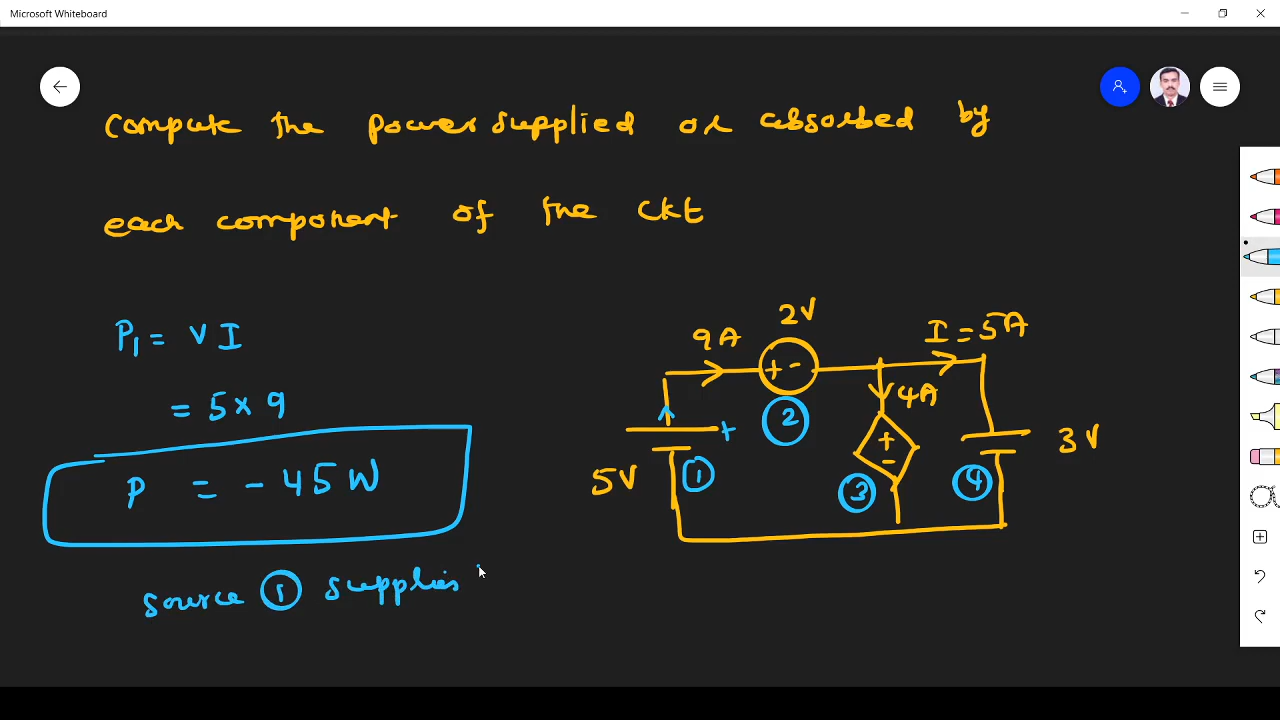 Microsoft Whiteboard
Compute the power supplied or absorbed by
each component of the ckt
P1 = VI
= 5 x 9
P = - 45 W
Source ① supplies
2V
9A
I = 5A
+ -
4A
②
+
+
-
3V
5V
①
③
④